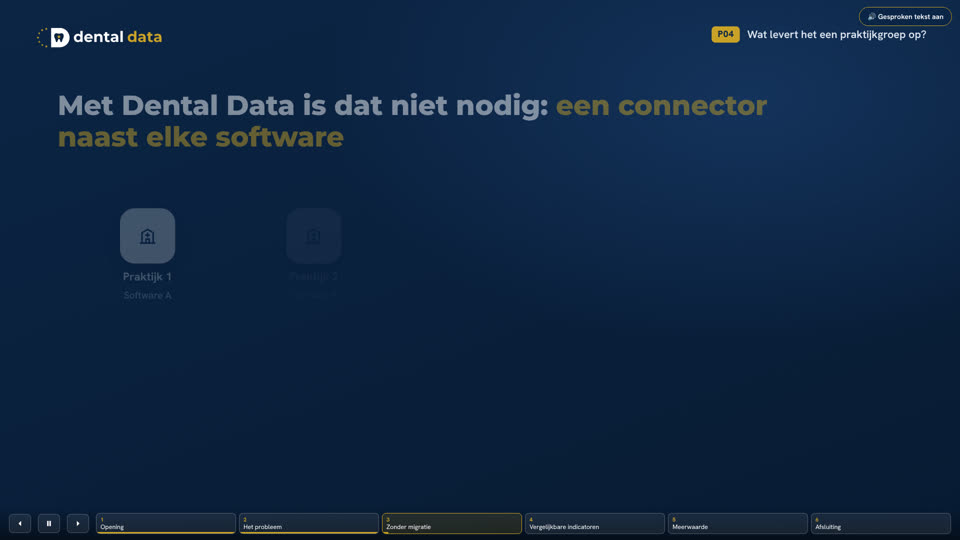 🔊 Gesproken tekst aan
dental data
P04 Wat levert het een praktijkgroep op?
Met Dental Data is dat niet nodig: een connector
naast elke software
Praktijk 1
Praktijk 2
Software A
1
Opening
2
Het probleem
3
Zonder migratie
4
Vergelijkbare indicatoren
5
Meerwaarde
6
Afsluiting